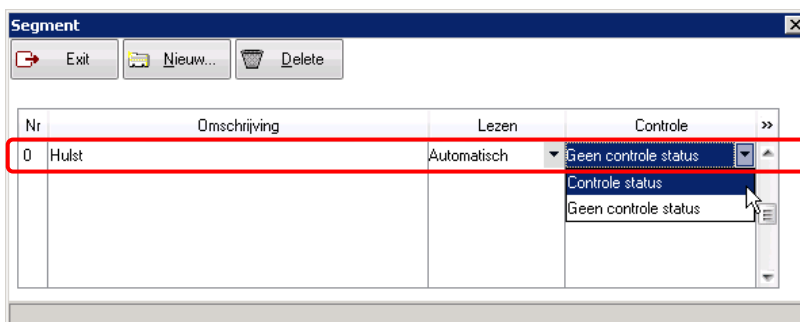 Segment
Exit Nieuw... Delete
Nr Omschrijving Lezen Controle »
0 Hulst Automatisch Geen controle status
Controle status
Geen controle status